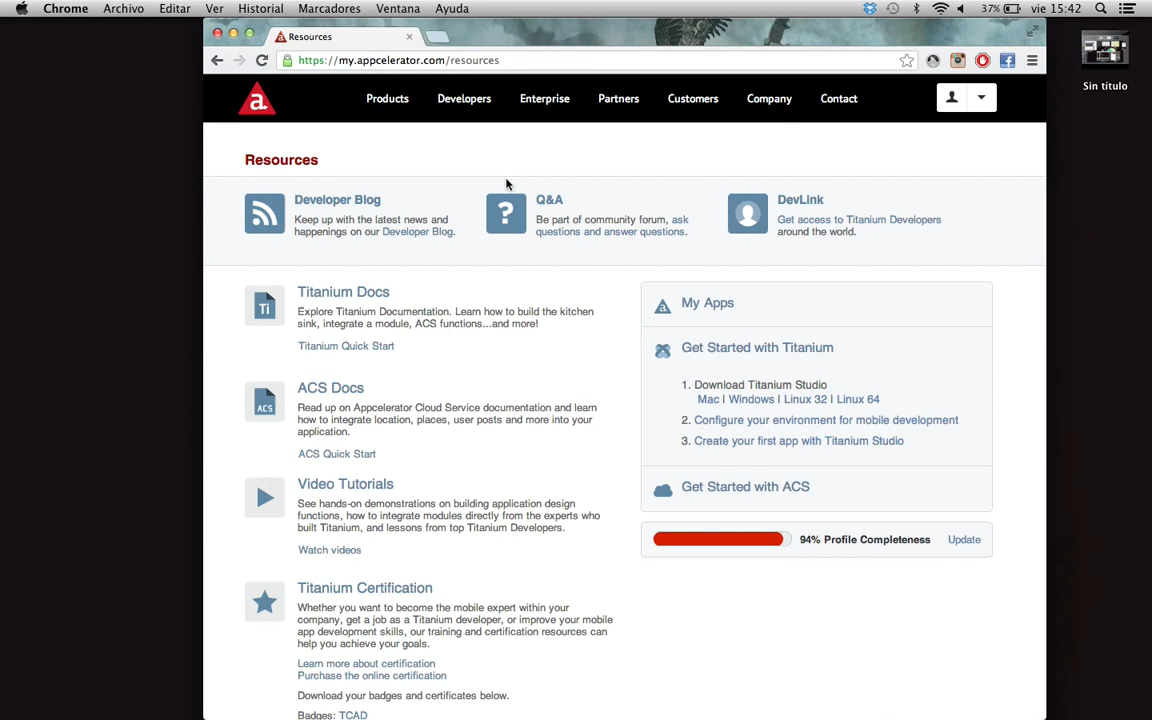 Chrome Archivo Editar Ver Historial Marcadores Ventana Ayuda 37% vie 15:42
Resources
https://my.appcelerator.com/resources
Sin título
a. Products Developers Enterprise Partners Customers Company Contact
Resources
Developer Blog
Keep up with the latest news and
happenings on our Developer Blog.
?
Q&A
Be part of community forum, ask
questions and answer questions.
DevLink
Get access to Titanium Developers
around the world.
Ti
Titanium Docs
Explore Titanium Documentation. Learn how to build the kitchen
sink, integrate a module, ACS functions...and more!
Titanium Quick Start
ACS
ACS Docs
Read up on Appcelerator Cloud Service documentation and learn
how to integrate location, places, user posts and more into your
application.
ACS Quick Start
Video Tutorials
See hands-on demonstrations on building application design
functions, how to integrate modules directly from the experts who
built Titanium, and lessons from top Titanium Developers.
Watch videos
Titanium Certification
Whether you want to become the mobile expert within your
company, get a job as a Titanium developer, or improve your mobile
app development skills, our training and certification resources can
help you achieve your goals.
Learn more about certification
Purchase the online certification
Download your badges and certificates below.
Badges: TCAD
My Apps
Get Started with Titanium
1. Download Titanium Studio
Mac | Windows | Linux 32 | Linux 64
2. Configure your environment for mobile development
3. Create your first app with Titanium Studio
Get Started with ACS
94% Profile Completeness Update